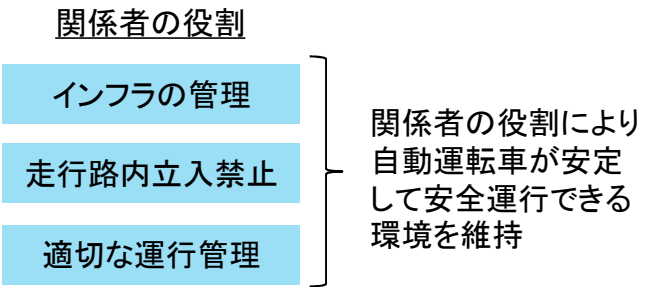 関係者の役割
インフラの管理
走行路内立入禁止
適切な運行管理
関係者の役割により
自動運転車が安定
して安全運行できる
環境を維持